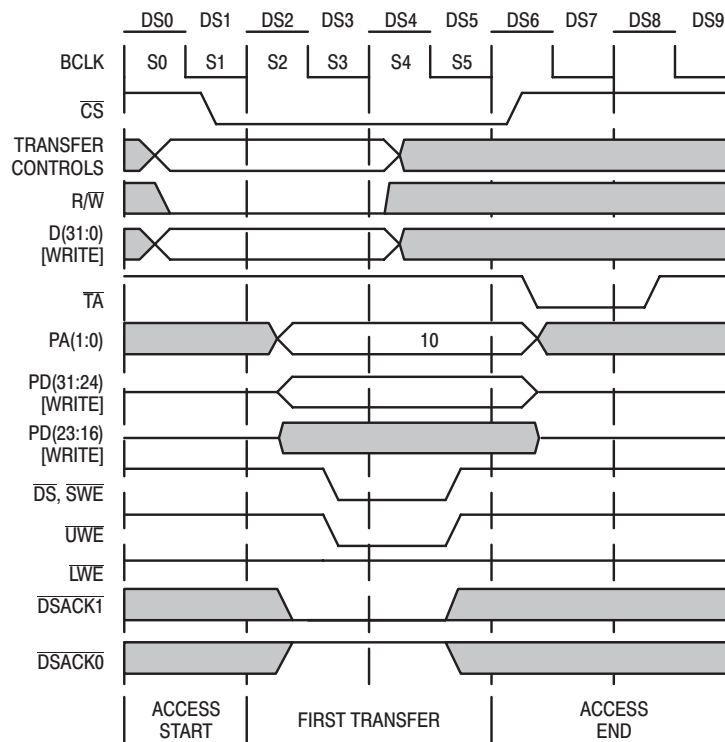 DS0 DS1 DS2 DS3 DS4 DS5 DS6 DS7 DS8 DS9
BCLK S0 S1 S2 S3 S4 S5
CS
TRANSFER
CONTROLS
R/W
D(31:0)
[WRITE]
TA
PA(1:0) 10
PD(31:24)
[WRITE]
PD(23:16)
[WRITE]
DS, SWE
UWE
LWE
DSACK1
DSACK0
ACCESS
START
FIRST TRANSFER
ACCESS
END